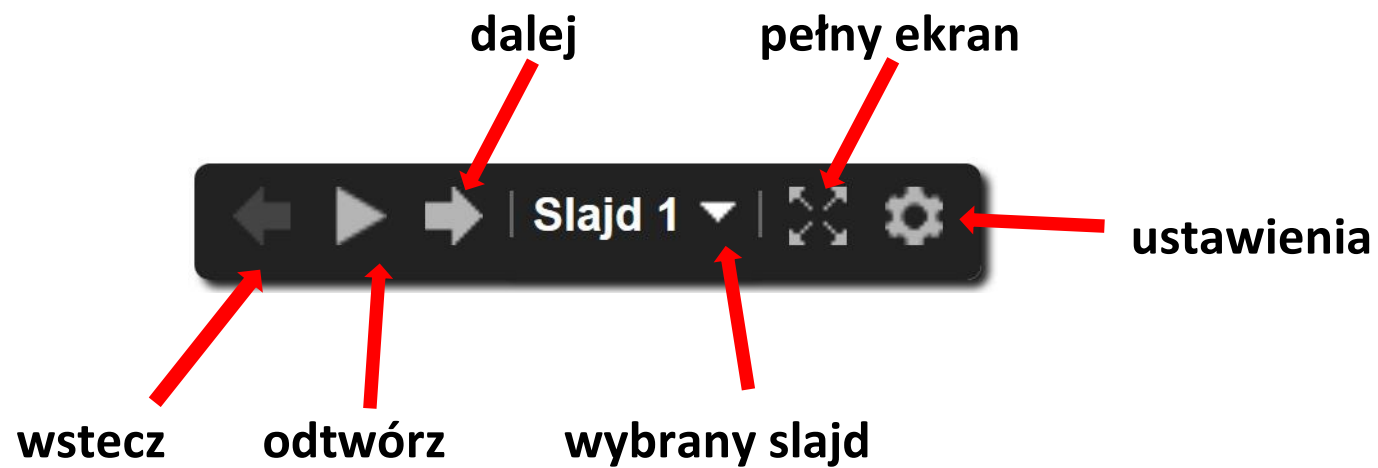 dalej
pełny ekran
Slajd 1
ustawienia
wstecz
odtwórz
wybrany slajd